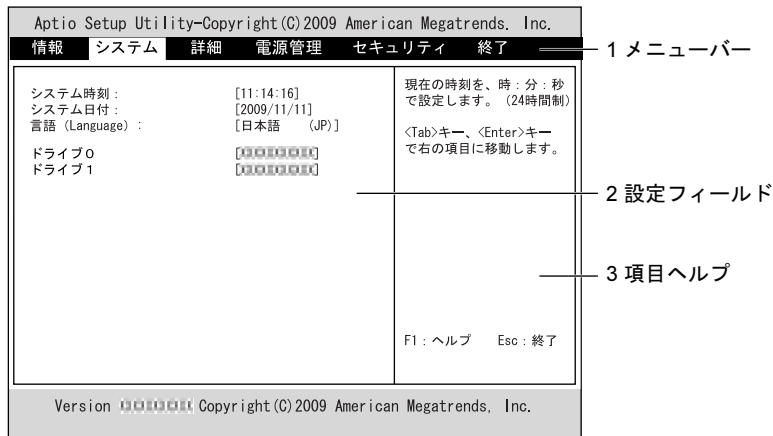 Aptio Setup Utility-Copyright(C)2009 American Megatrends. Inc.
情報 システム 詳細 電源管理 セキュリティ 終了
1 メニューバー
システム時刻: [11:14:16]
システム日付: [2009/11/11]
言語 (Language) : [日本語 (JP)]
ドライブ0
ドライブ1
現在の時刻を、時:分:秒
で設定します。(24時間制)
<Tab>キー、<Enter>キー
で右の項目に移動します。
2 設定フィールド
3 項目ヘルプ
F1:ヘルプ Esc:終了
Version Copyright(C)2009 American Megatrends, Inc.